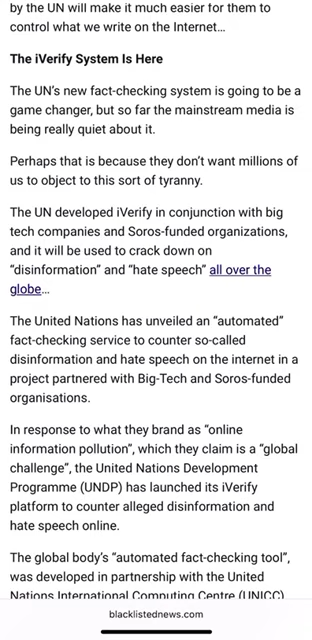 by the UN will make it much easier for them to
control what we write on the Internet…
The iVerify System Is Here
The UN’s new fact-checking system is going to be a
game changer, but so far the mainstream media is
being really quiet about it.
Perhaps that is because they don’t want millions of
us to object to this sort of tyranny.
The UN developed iVerify in conjunction with big
tech companies and Soros-funded organizations,
and it will be used to crack down on
“disinformation” and “hate speech” all over the
globe…
The United Nations has unveiled an “automated”
fact-checking service to counter so-called
disinformation and hate speech on the internet in a
project partnered with Big-Tech and Soros-funded
organisations.
In response to what they brand as “online
information pollution”, which they claim is a “global
challenge”, the United Nations Development
Programme (UNDP) has launched its iVerify
platform to counter alleged disinformation and
hate speech online.
The global body’s “automated fact-checking tool”,
was developed in partnership with the United
Nations International Computing Centre (UNICC)
blacklistednews.com